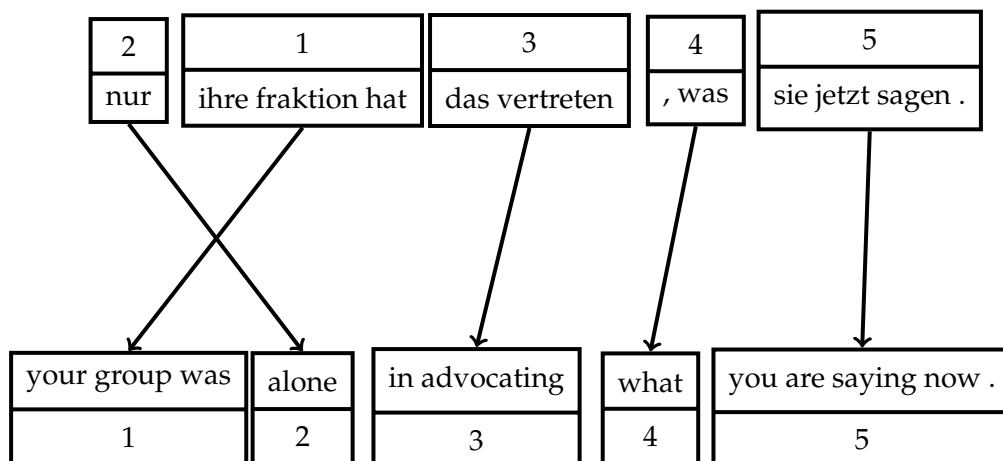 2 1 3 4 5
nur ihre fraktion hat das vertreten , was sie jetzt sagen .
your group was alone in advocating what you are saying now .
1 2 3 4 5